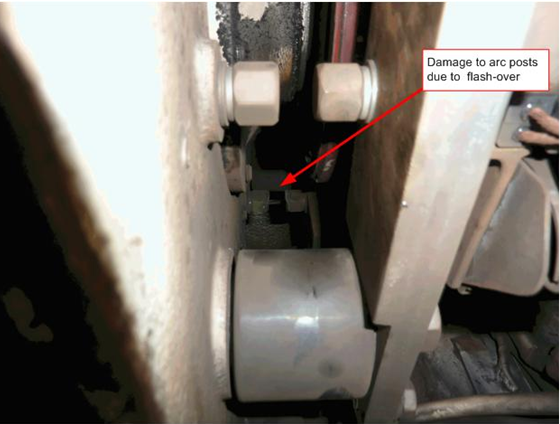 Damage to arc posts
due to flash-over